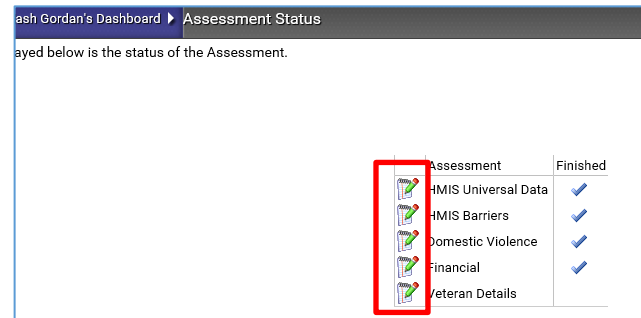 ash Gordan's Dashboard Assessment Status
ayed below is the status of the Assessment.
Assessment Finished
HMIS Universal Data
HMIS Barriers
Domestic Violence
Financial
Veteran Details